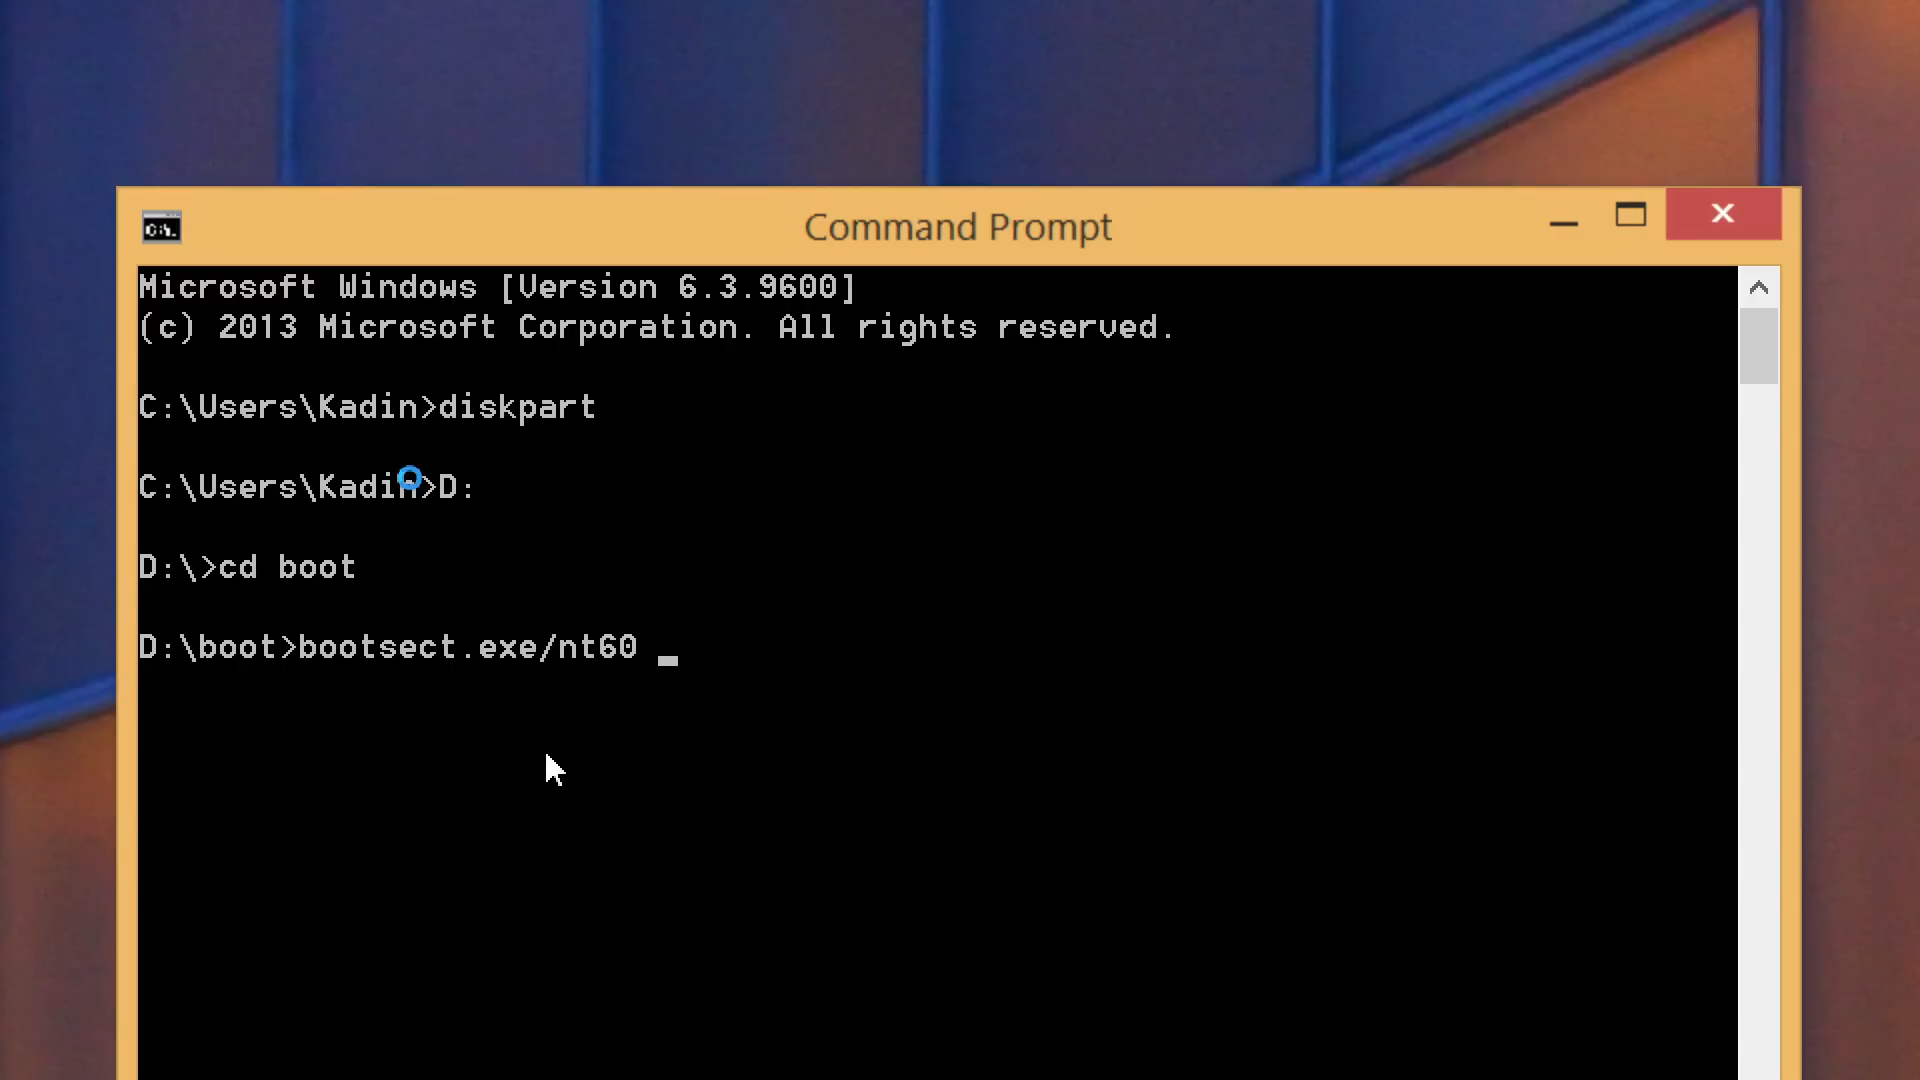 C:\.
Command Prompt
Microsoft Windows [Version 6.3.9600]
(c) 2013 Microsoft Corporation. All rights reserved.
C:\Users\Kadin>diskpart
C:\Users\Kadin>D:
D:\>cd boot
D:\boot>bootsect.exe/nt60